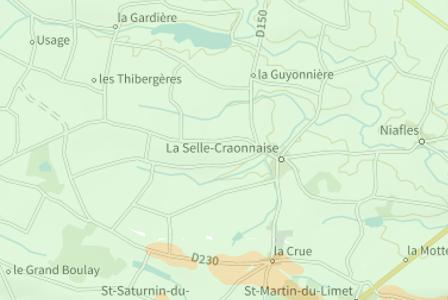 la Gardière
D150
Usage
les Thibergères
la Guyonnière
Niafles
La Selle-Craonnaise
la Crue
D230
la Motte
le Grand Boulay
St-Saturnin-du-
St-Martin-du-Limet